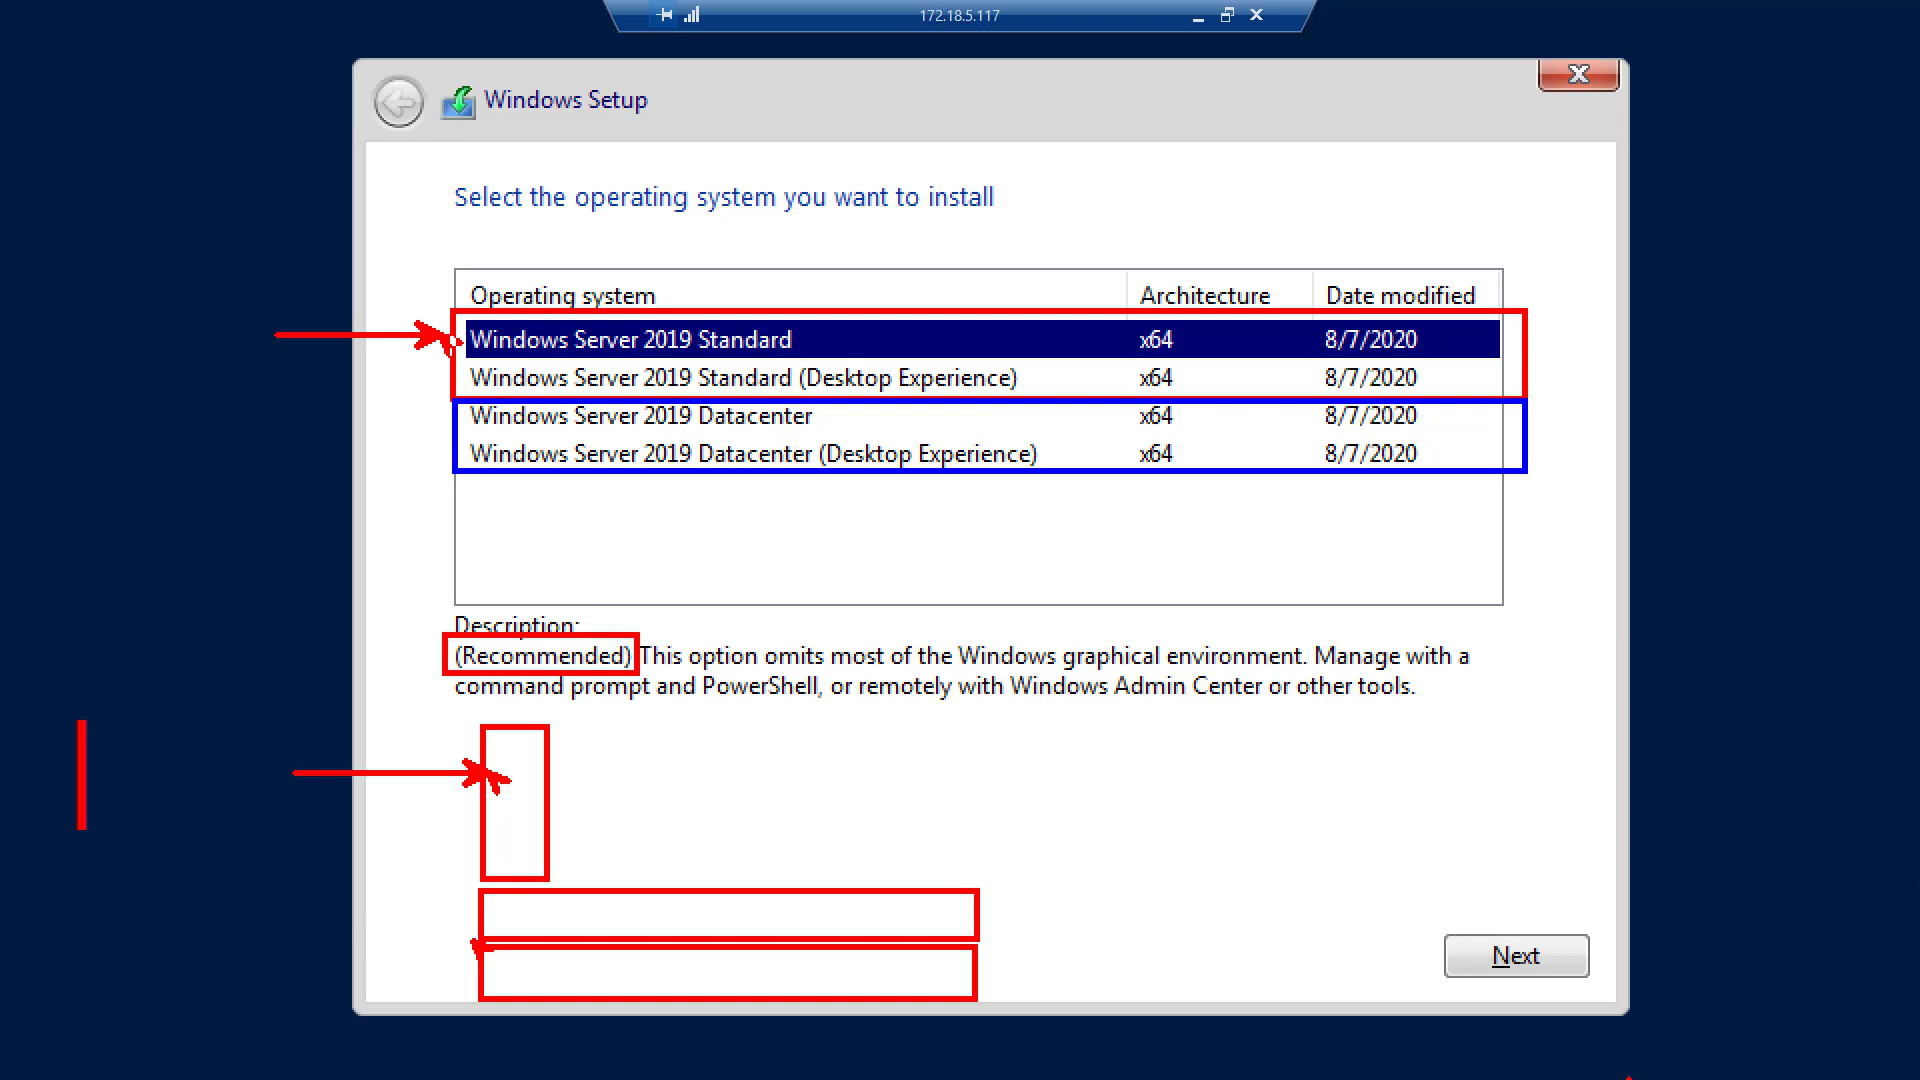 172.18.5.117
Windows Setup
Select the operating system you want to install
Operating system Architecture Date modified
Windows Server 2019 Standard x64 8/7/2020
Windows Server 2019 Standard (Desktop Experience) x64 8/7/2020
Windows Server 2019 Datacenter x64 8/7/2020
Windows Server 2019 Datacenter (Desktop Experience) x64 8/7/2020
Description:
(Recommended) This option omits most of the Windows graphical environment. Manage with a
command prompt and PowerShell, or remotely with Windows Admin Center or other tools.
Next